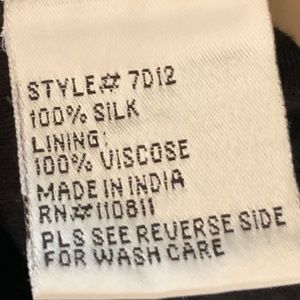 STYLE# 7D12
100% SILK
LINING:
100% VISCOSE
MADE IN INDIA
RN#110811
PLS SEE REVERSE SIDE
FOR WASH CARE